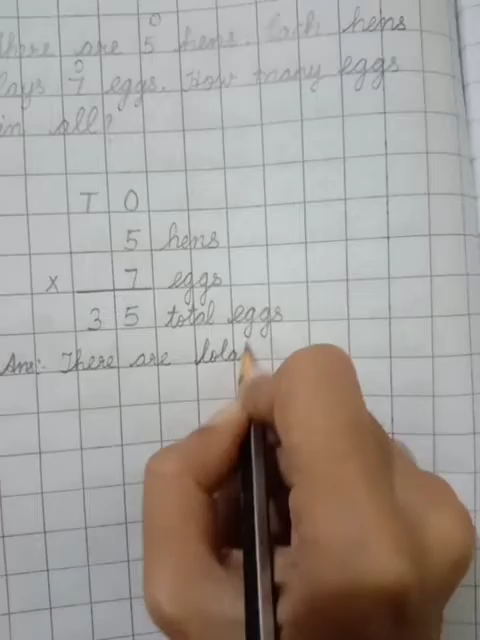 O
There are 5 hens. Each hens
O
lays 7 eggs. How many eggs
in all?
T O
5 hens
x 7 eggs
3 5 total eggs
Ans:- There are tota